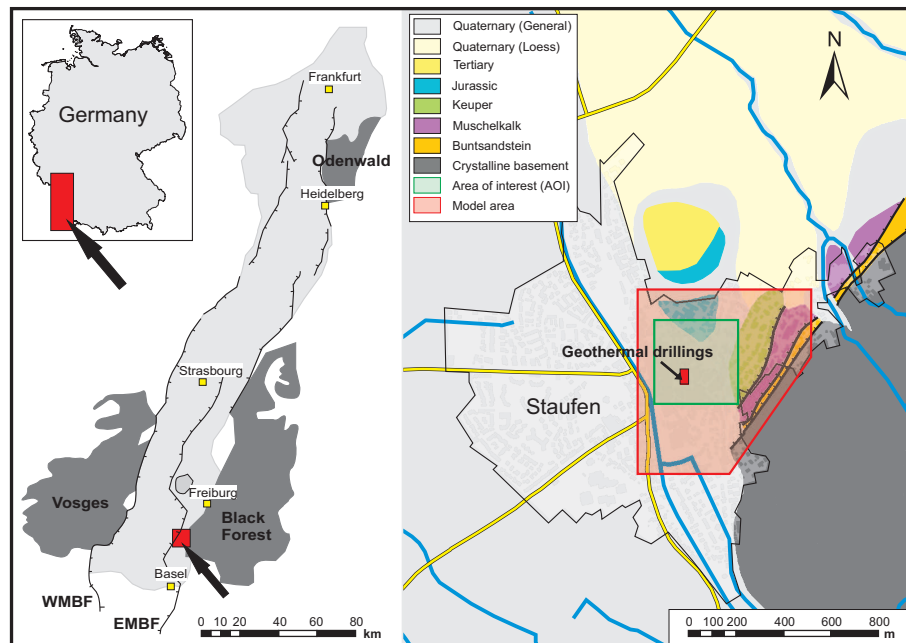 Germany
Frankfurt
Odenwald
Heidelberg
Strasbourg
Vosges
Freiburg
Black
Forest
Basel
WMBF
EMBF
0 20 40 60 80
km
Quaternary (General)
Quaternary (Loess)
Tertiary
Jurassic
Keuper
Muschelkalk
Buntsandstein
Crystalline basement
Area of interest (AOI)
Model area
N
Geothermal drillings
Staufen
0 100 200 400 600 800
m